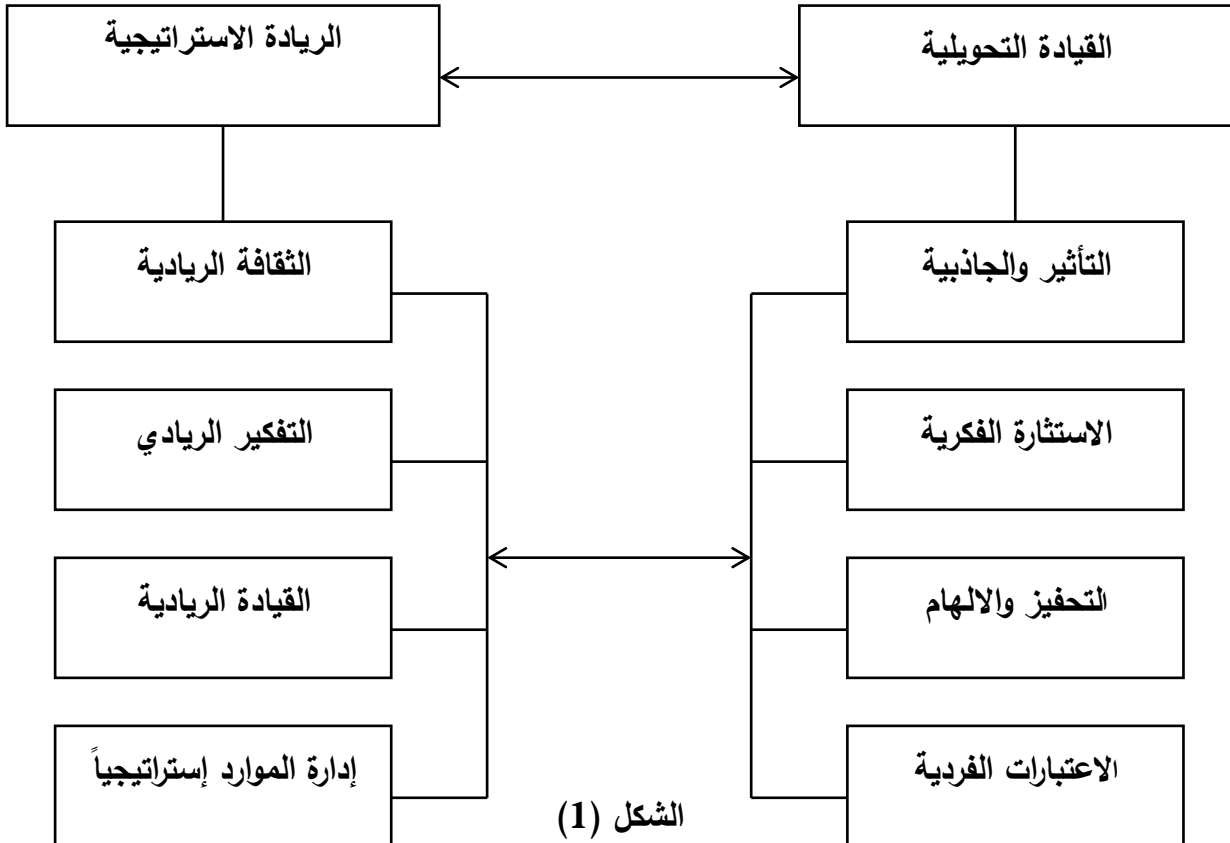 القيادة التحويلية
الريادة الاستراتيجية
التأثير والجاذبية
الثقافة الريادية
الاستثارة الفكرية
التفكير الريادي
التحفيز والالهام
القيادة الريادية
الاعتبارات الفردية
إدارة الموارد إستراتيجياً
الشكل (1)